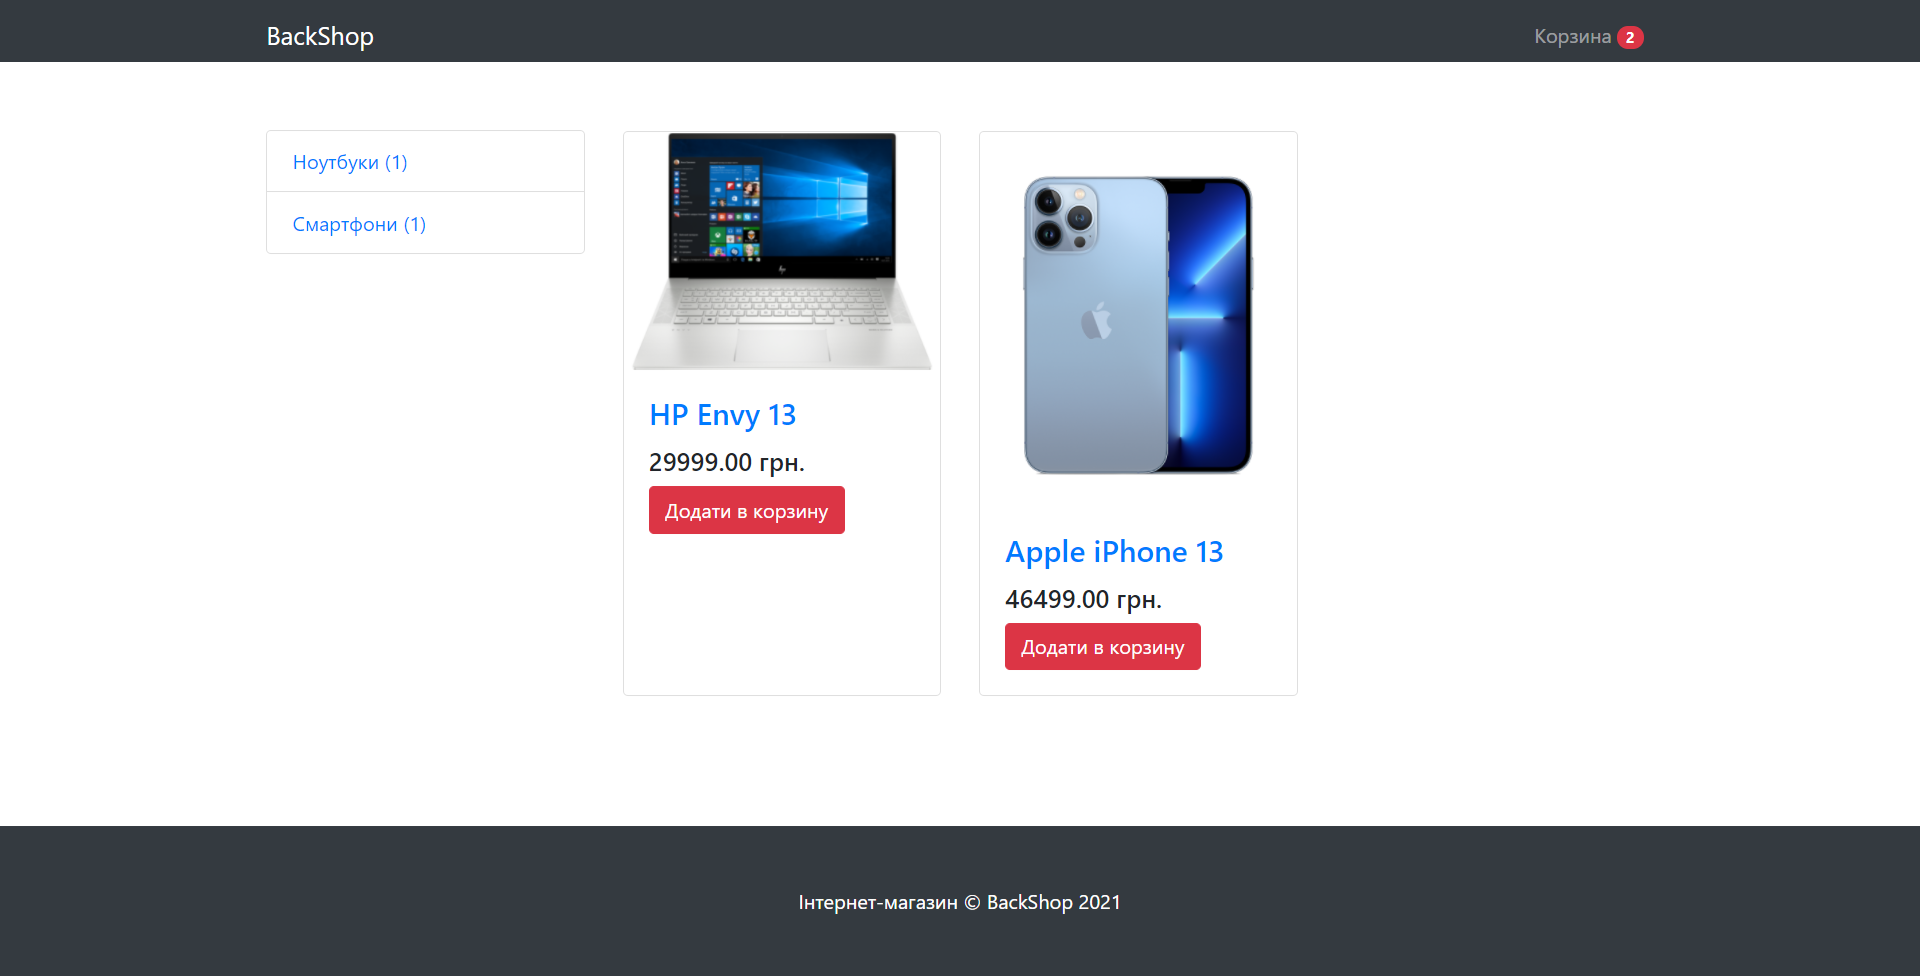 BackShop
Корзина 2
Ноутбуки (1)
Смартфони (1)
HP Envy 13
29999.00 грн.
Додати в корзину
Apple iPhone 13
46499.00 грн.
Додати в корзину
Інтернет-магазин © BackShop 2021